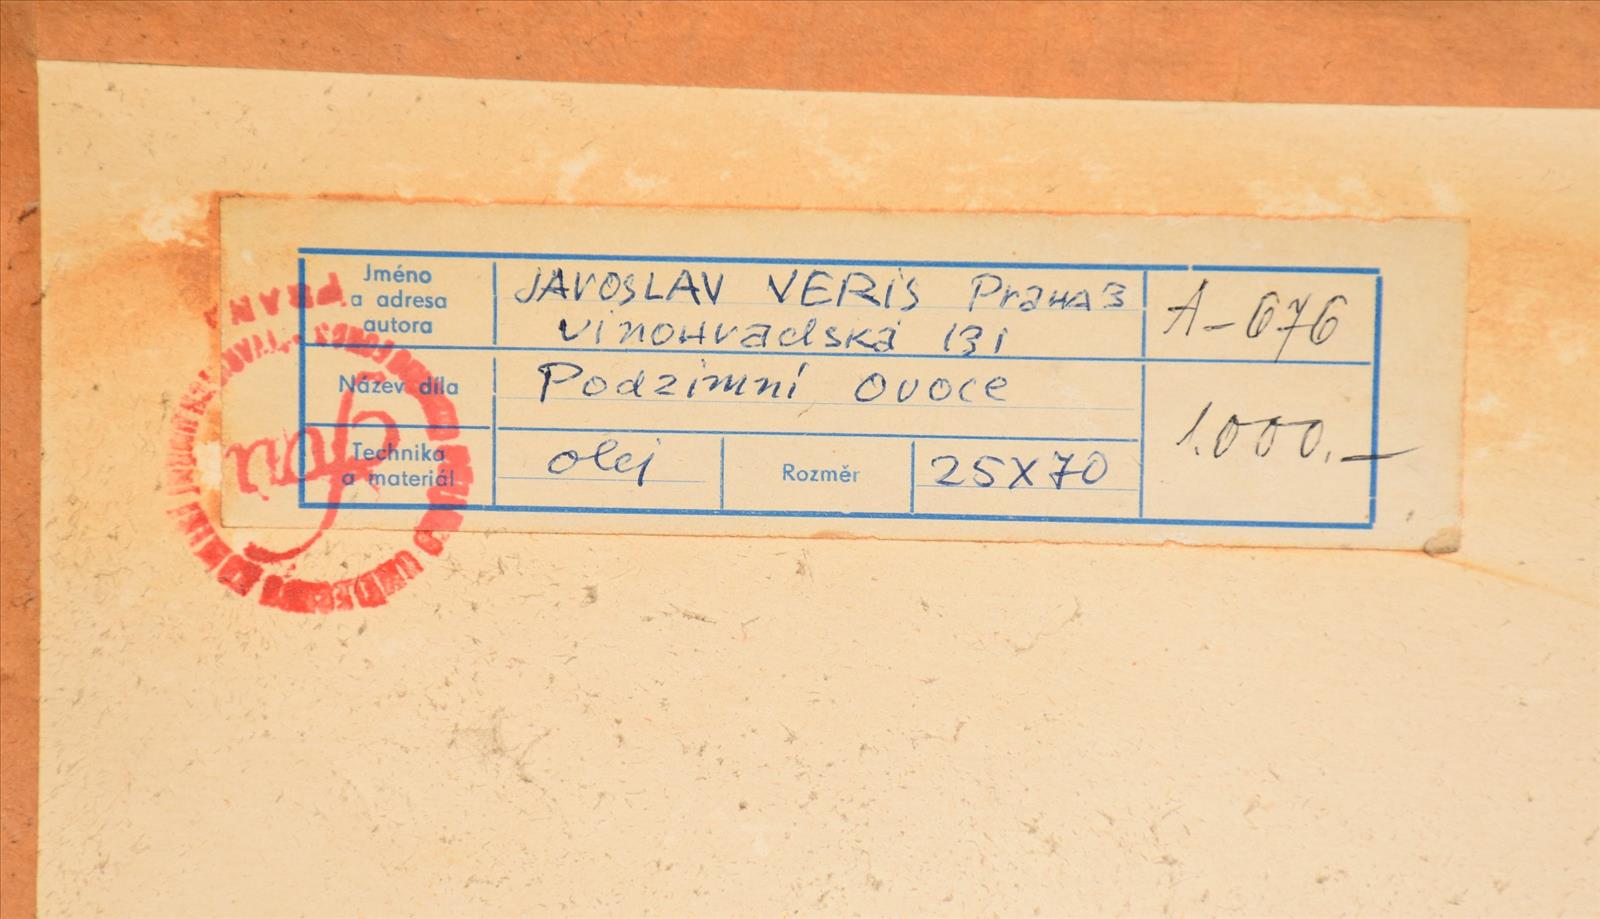 Jméno a adresa autora
JAROSLAV VERIS Praha 3
Vinohradská 131
A-676
Název díla
Podzimní ovoce
1.000.-
Technika a materiál
olej
Rozměr
25x70